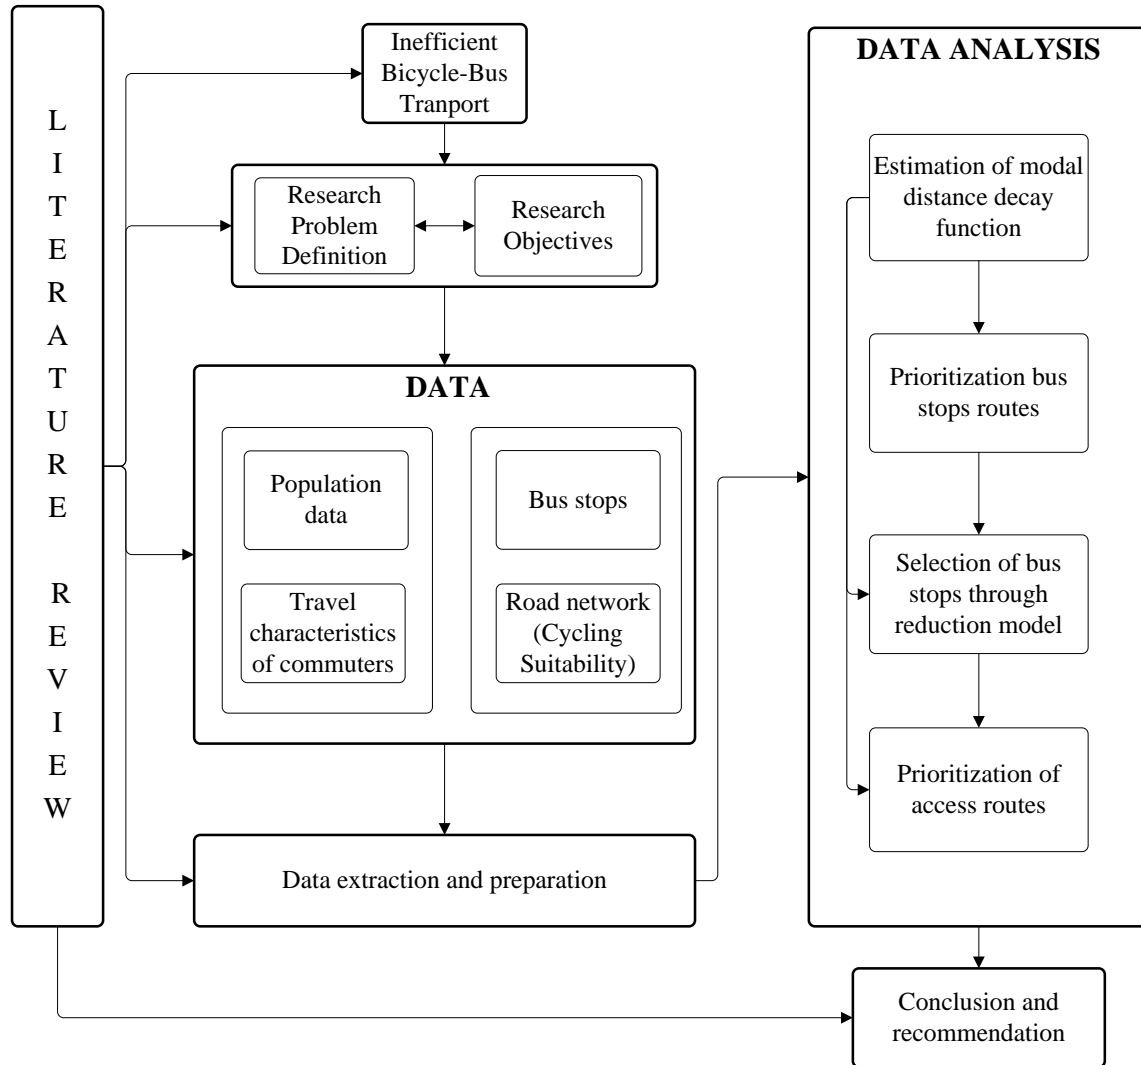 LITERATURE REVIEW
Inefficient
Bicycle-Bus
Tranport
Research
Problem
Definition
Research
Objectives
DATA
Population
data
Bus stops
Travel
characteristics
of commuters
Road network
(Cycling
Suitability)
Data extraction and preparation
DATA ANALYSIS
Estimation of modal
distance decay
function
Prioritization bus
stops routes
Selection of bus
stops through
reduction model
Prioritization of
access routes
Conclusion and
recommendation